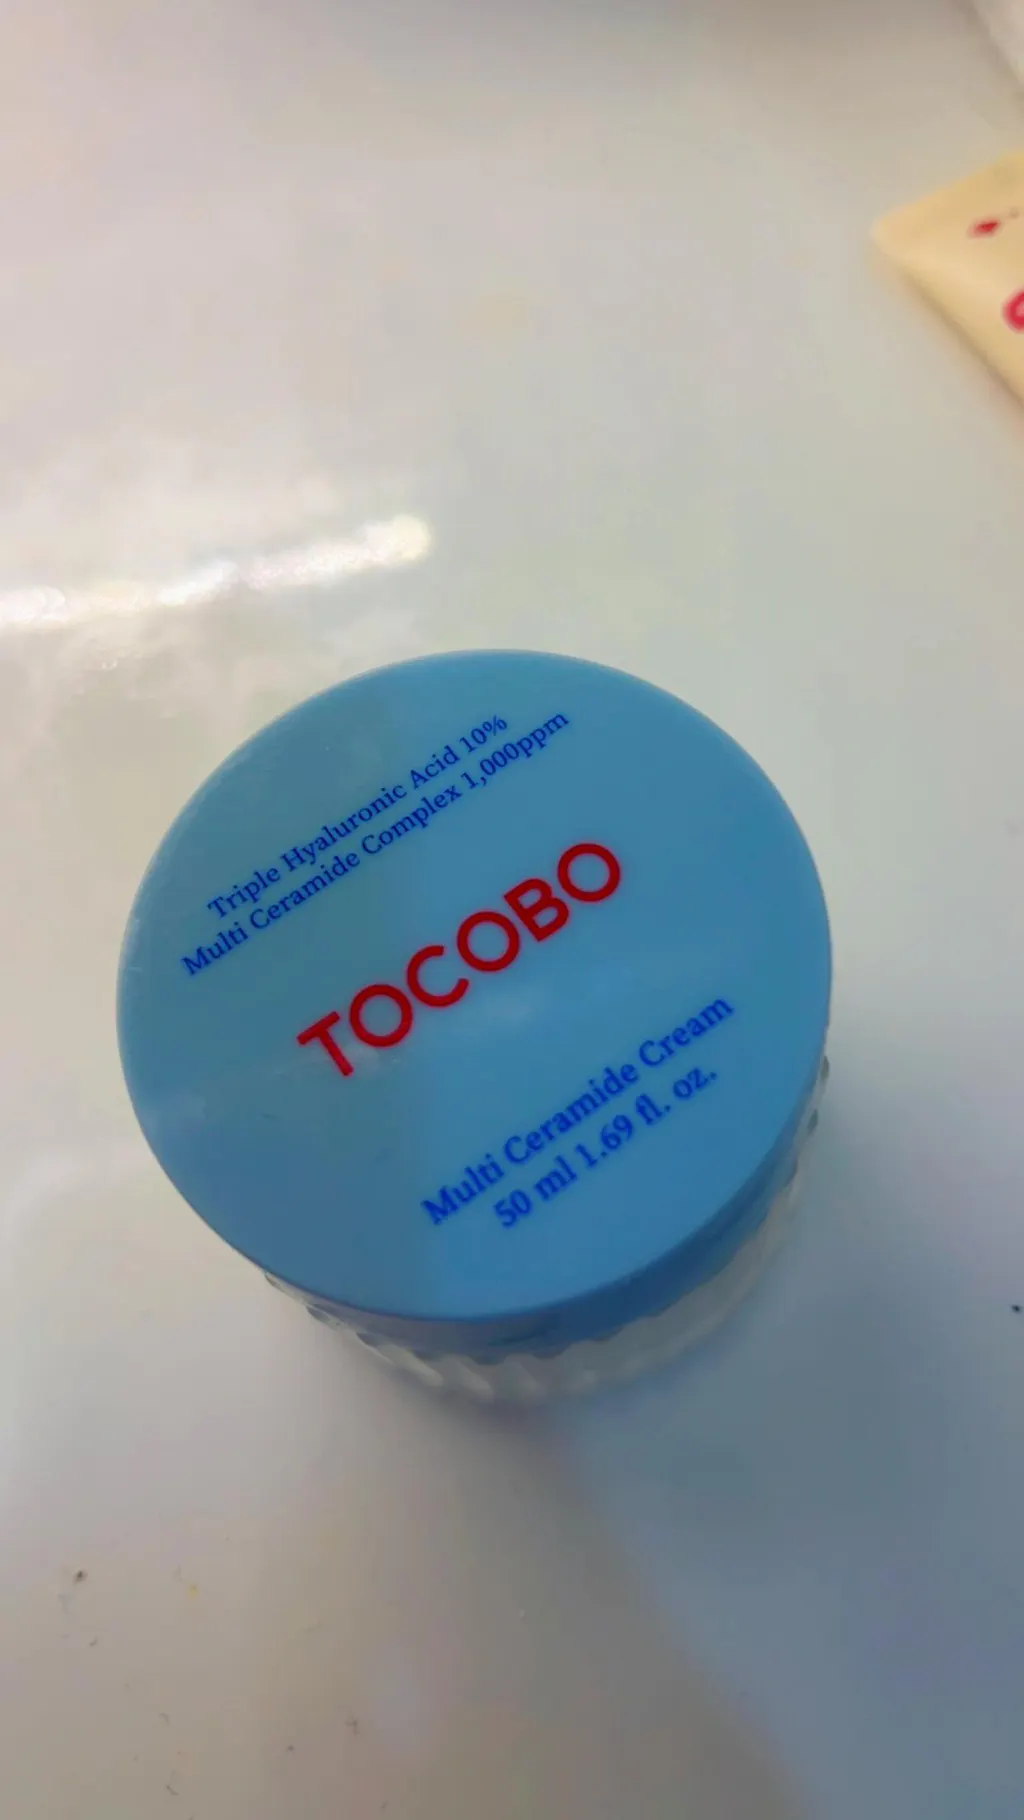 Triple Hyaluronic Acid 10%
Multi Ceramide Complex 1,000ppm
TOCOBO
Multi Ceramide Cream
50 ml 1.69 fl. oz.